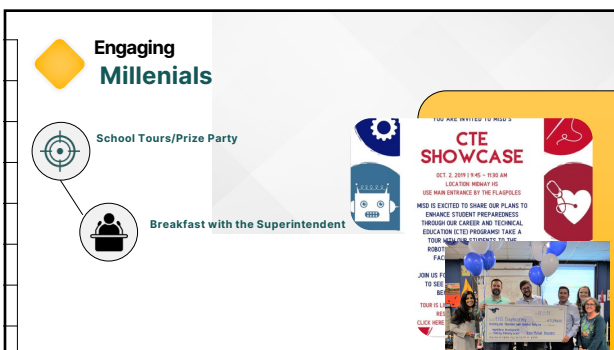 Engaging
Millenials
School Tours/Prize Party
Breakfast with the Superintendent
YOU ARE INVITED TO MISD'S
CTE
SHOWCASE
OCT. 2, 2019 | 9:45 - 11:30 AM
LOCATION: MIDWAY HS
USE MAIN ENTRANCE BY THE FLAGPOLES
MISD IS EXCITED TO SHARE OUR PLANS TO
ENHANCE STUDENT PREPAREDNESS
THROUGH OUR CAREER AND TECHNICAL
EDUCATION (CTE) PROGRAMS! TAKE A
TOUR WITH OUR STUDENTS TO THE
ROBOTI
FAC
JOIN US FO
TO SEE
BE
TOUR IS LI
RES
CLICK HERE